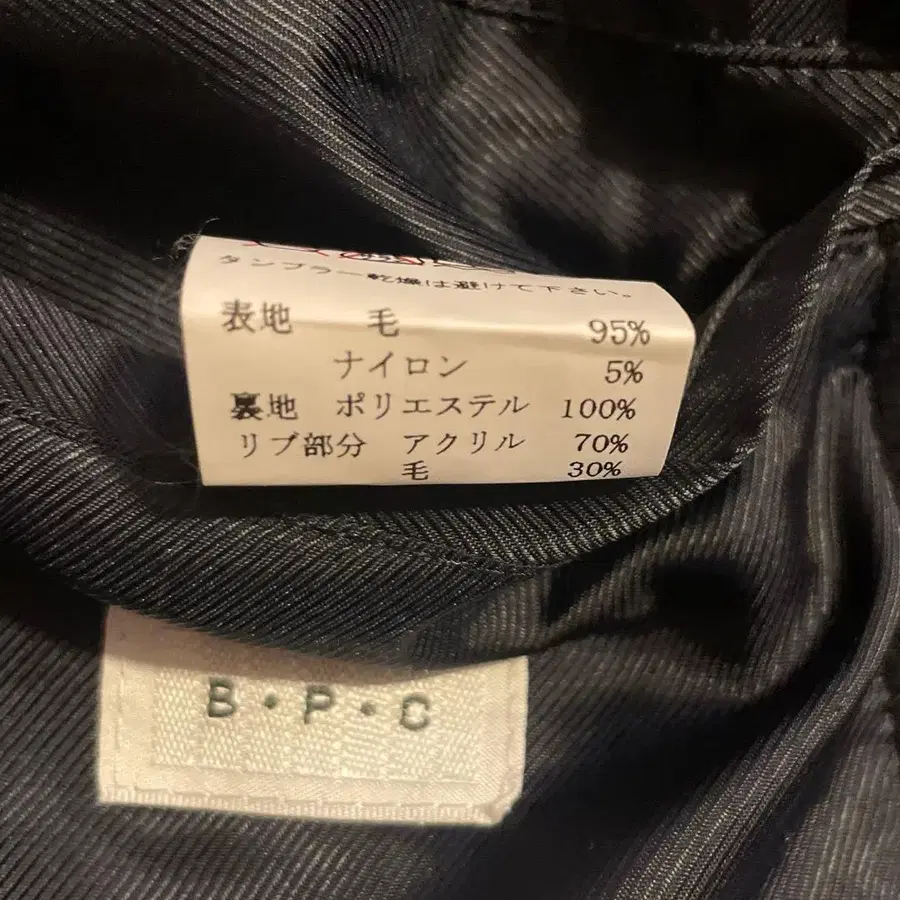 タンブラー乾燥は避けて下さい。
表地 毛 95%
ナイロン 5%
裏地 ポリエステル 100%
リブ部分 アクリル 70%
毛 30%
B・P・C